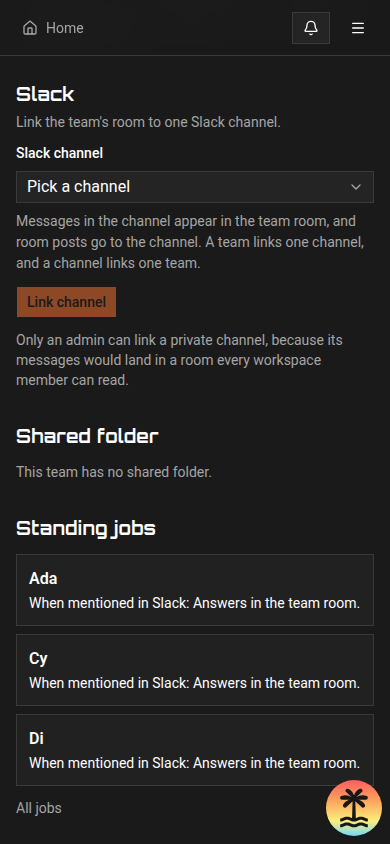 Home
Slack
Link the team's room to one Slack channel.
Slack channel
Pick a channel
Messages in the channel appear in the team room, and
room posts go to the channel. A team links one channel,
and a channel links one team.
Link channel
Only an admin can link a private channel, because its
messages would land in a room every workspace
member can read.
Shared folder
This team has no shared folder.
Standing jobs
Ada
When mentioned in Slack: Answers in the team room.
Cy
When mentioned in Slack: Answers in the team room.
Di
When mentioned in Slack: Answers in the team room.
All jobs